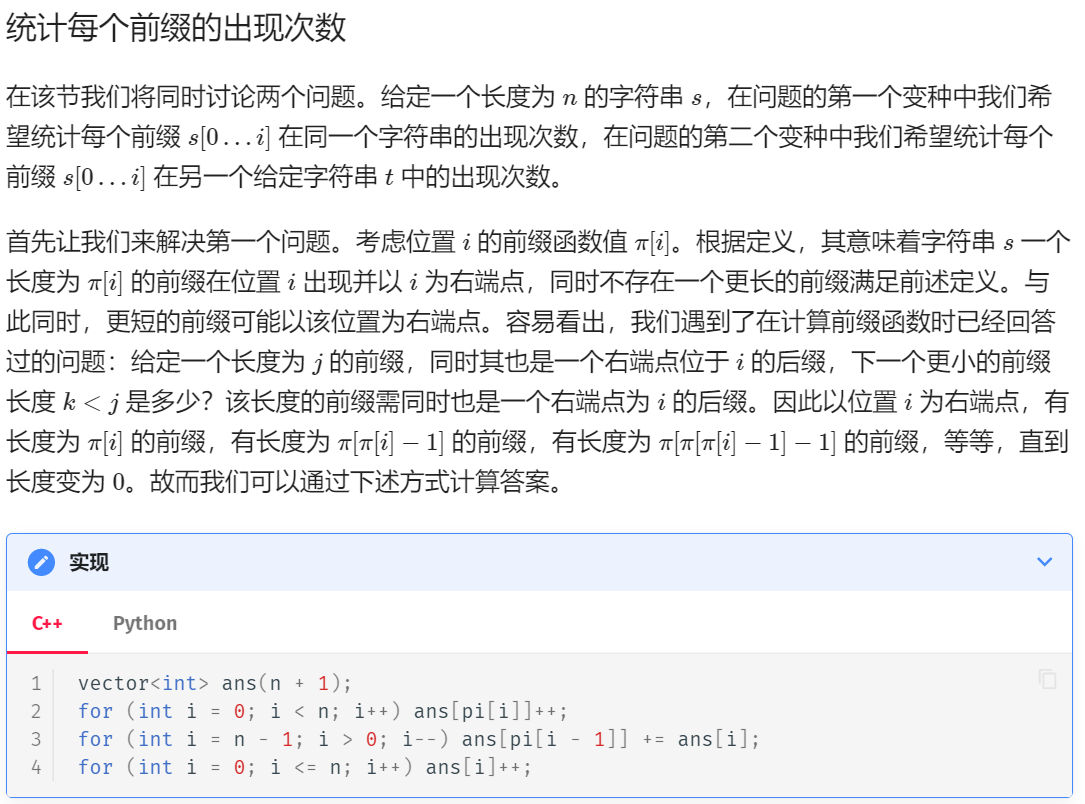 统计每个前缀的出现次数
在该节我们将同时讨论两个问题。给定一个长度为 n 的字符串 s，在问题的第一个变种中我们希
望统计每个前缀 s[0…i] 在同一个字符串的出现次数，在问题的第二个变种中我们希望统计每个
前缀 s[0…i] 在另一个给定字符串 t 中的出现次数。
首先让我们来解决第一个问题。考虑位置 i 的前缀函数值 π[i]。根据定义，其意味着字符串 s 一个
长度为 π[i] 的前缀在位置 i 出现并以 i 为右端点，同时不存在一个更长的前缀满足前述定义。与
此同时，更短的前缀可能以该位置为右端点。容易看出，我们遇到了在计算前缀函数时已经回答
过的问题：给定一个长度为 j 的前缀，同时其也是一个右端点位于 i 的后缀，下一个更小的前缀
长度 k < j 是多少？该长度的前缀需同时也是一个右端点为 i 的后缀。因此以位置 i 为右端点，有
长度为 π[i] 的前缀，有长度为 π[π[i] − 1] 的前缀，有长度为 π[π[π[i] − 1] − 1] 的前缀，等等，直到
长度变为 0。故而我们可以通过下述方式计算答案。
实现
C++ Python
1 vector<int> ans(n + 1);
2 for (int i = 0; i < n; i++) ans[pi[i]]++;
3 for (int i = n - 1; i > 0; i--) ans[pi[i - 1]] += ans[i];
4 for (int i = 0; i <= n; i++) ans[i]++;